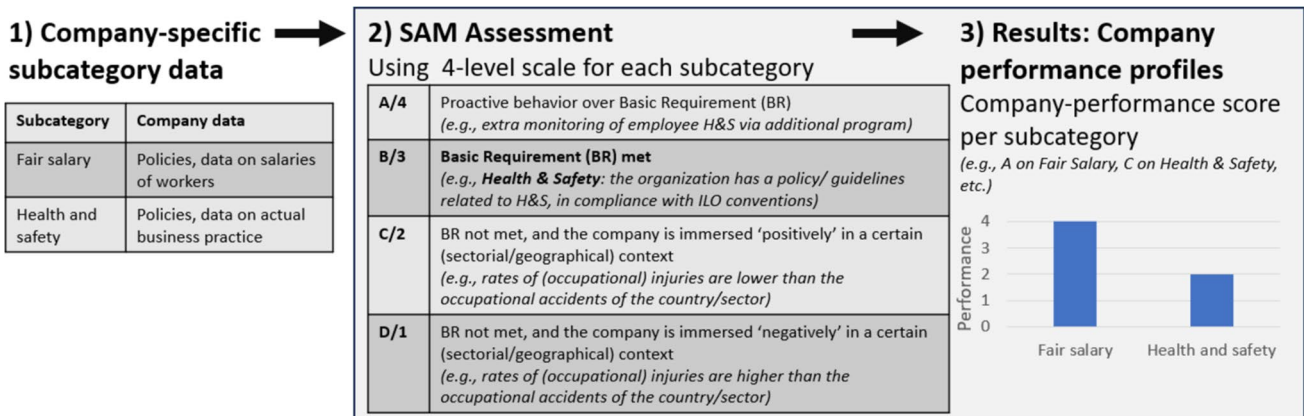 1) Company-specific
subcategory data
Subcategory
Company data
Fair salary
Policies, data on salaries
of workers
Health and
safety
Policies, data on actual
business practice
2) SAM Assessment
Using 4-level scale for each subcategory
A/4
Proactive behavior over Basic Requirement (BR)
(e.g., extra monitoring of employee H&S via additional program)
B/3
Basic Requirement (BR) met
(e.g., Health & Safety: the organization has a policy/ guidelines
related to H&S, in compliance with ILO conventions)
C/2
BR not met, and the company is immersed ‘positively’ in a certain
(sectorial/geographical) context
(e.g., rates of (occupational) injuries are lower than the
occupational accidents of the country/sector)
D/1
BR not met, and the company is immersed ‘negatively’ in a certain
(sectorial/geographical) context
(e.g., rates of (occupational) injuries are higher than the
occupational accidents of the country/sector)
3) Results: Company
performance profiles
Company-performance score
per subcategory
(e.g., A on Fair Salary, C on Health & Safety,
etc.)
Performance
4
3
2
1
0
Fair salary
Health and safety